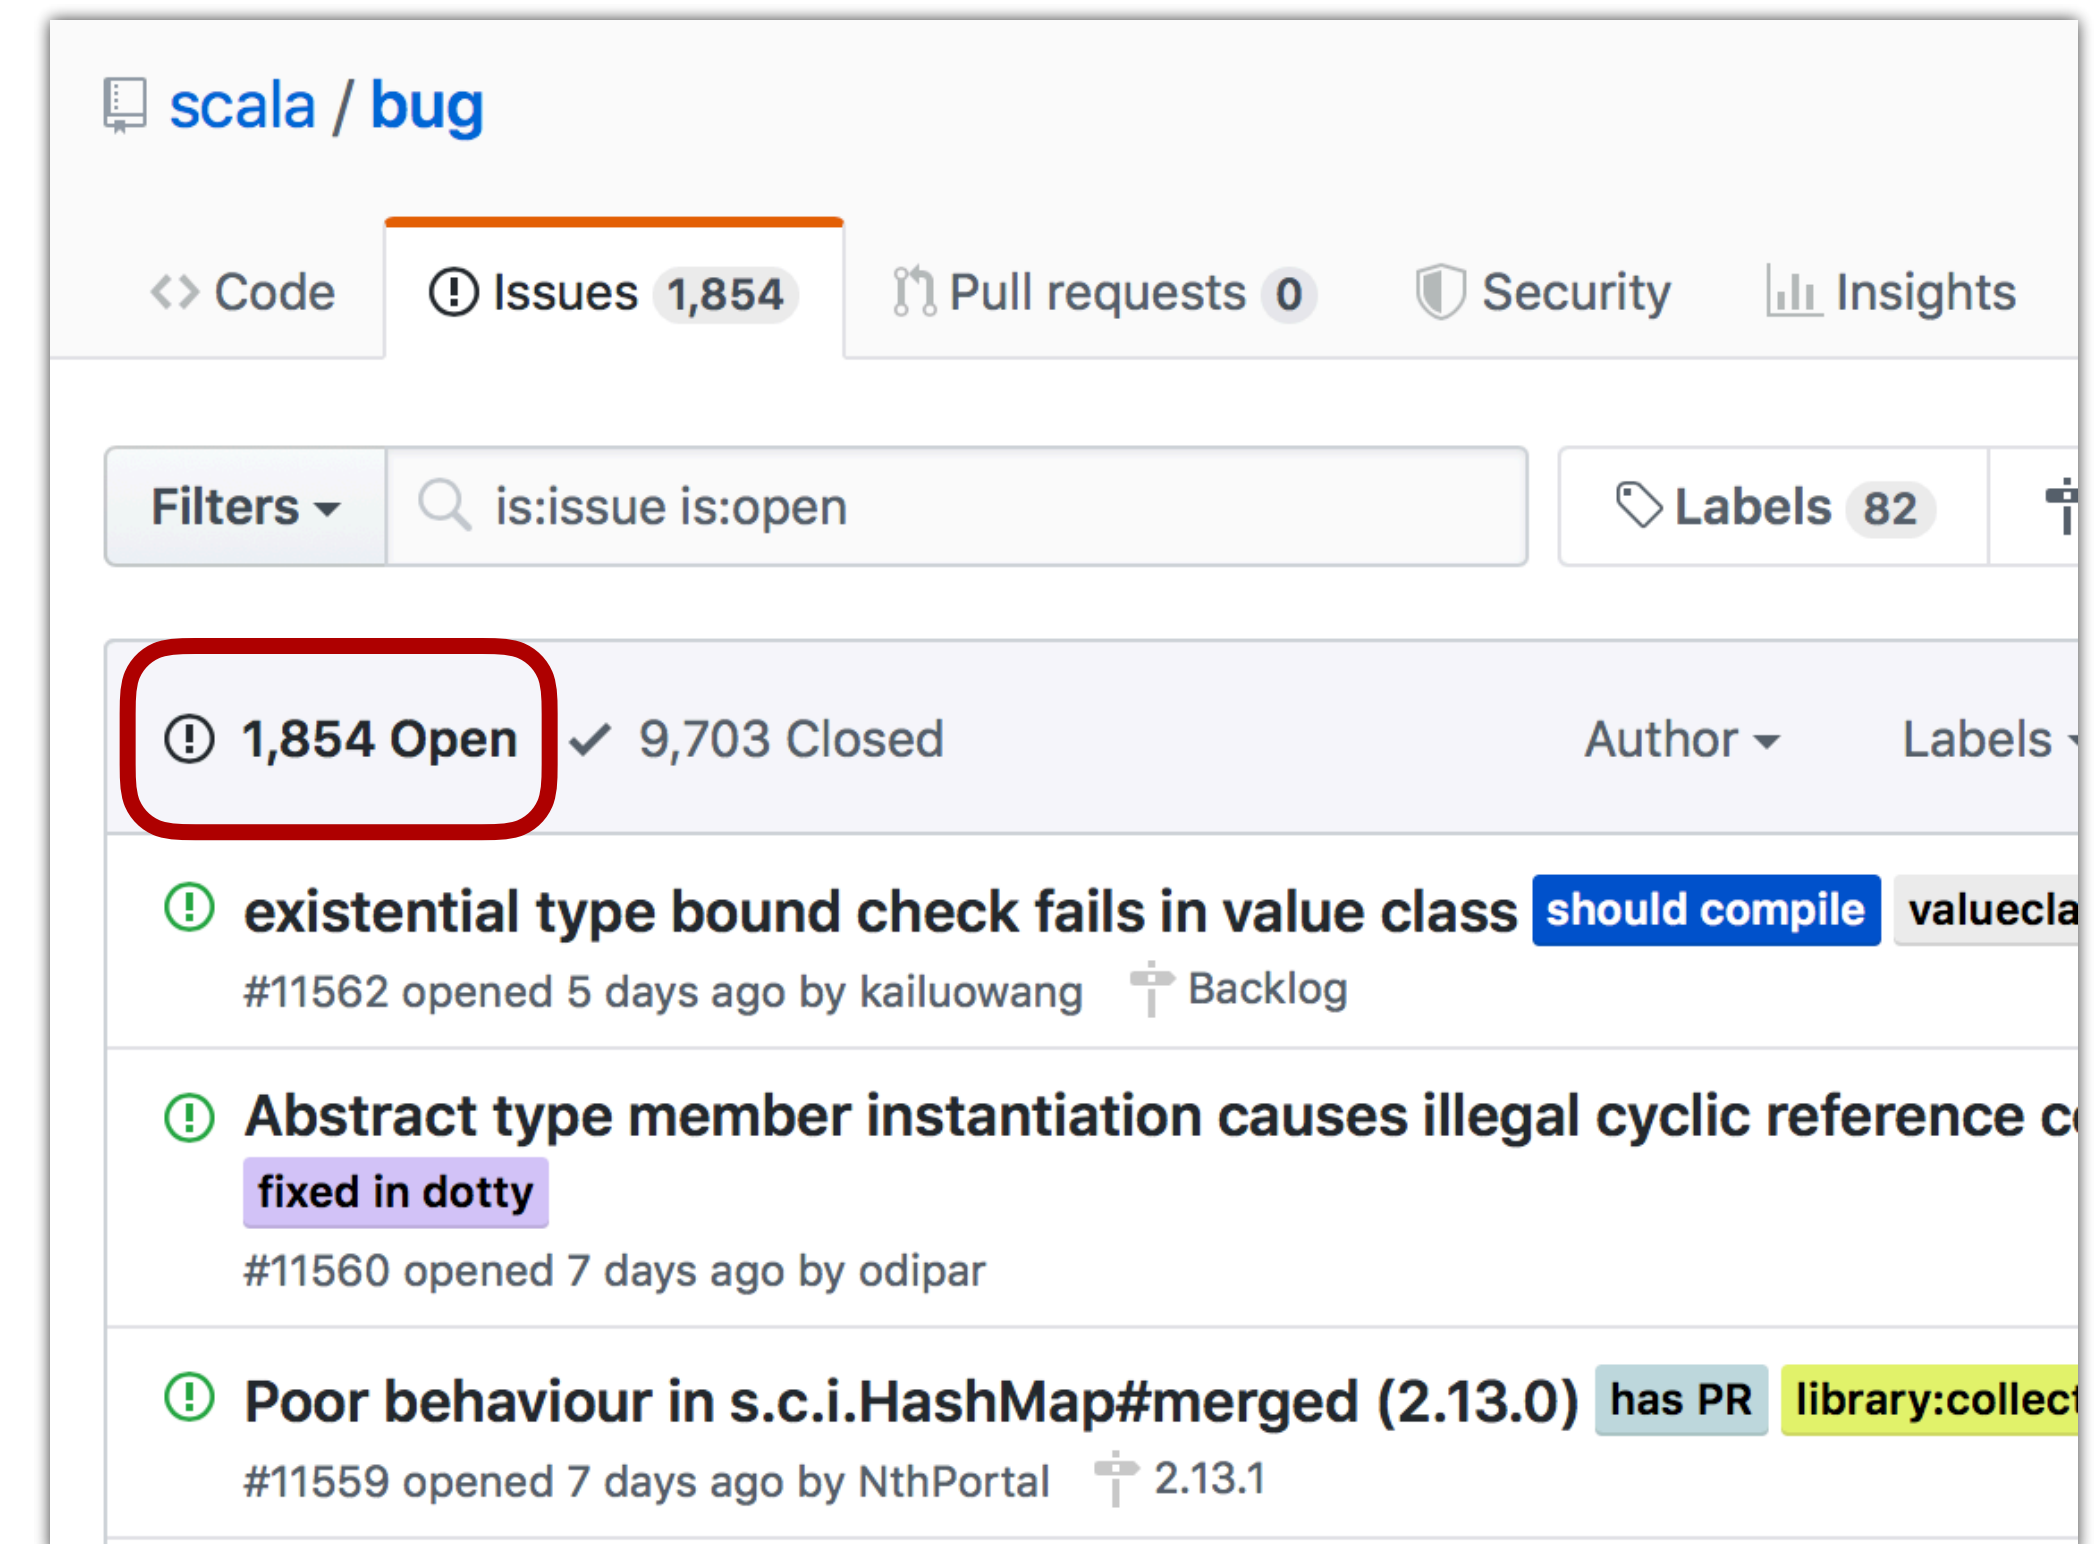 scala / bug
Code Issues 1,854 Pull requests 0 Security Insights
Filters is:issue is:open Labels 82
1,854 Open 9,703 Closed Author Labels
existential type bound check fails in value class should compile
#11562 opened 5 days ago by kailuowang Backlog
Abstract type member instantiation causes illegal cyclic reference
fixed in dotty
#11560 opened 7 days ago by odipar
Poor behaviour in s.c.i.HashMap#merged (2.13.0) has PR library:collect
#11559 opened 7 days ago by NthPortal 2.13.1